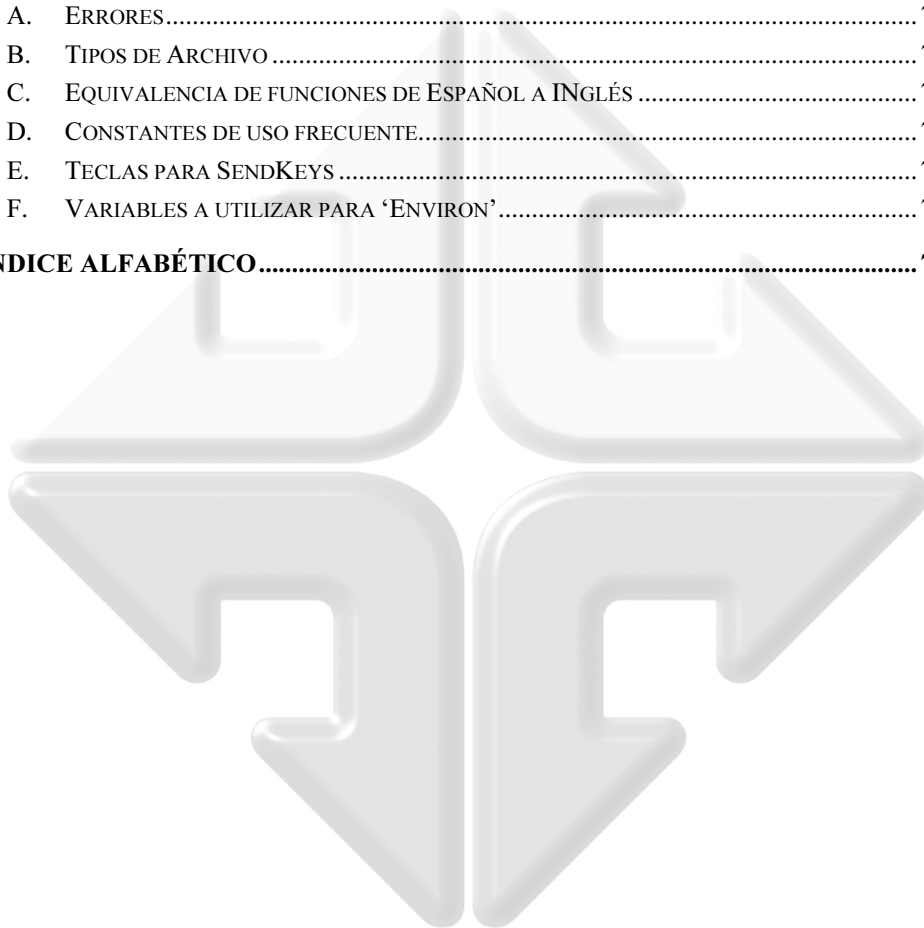 A. Errores........................................................................................................................
B. Tipos de Archivo........................................................................................................
C. Equivalencia de funciones de Español a INglés........................................
D. Constantes de uso frecuente..............................................................................
E. Teclas para SendKeys............................................................................................
F. Variables a utilizar para ‘Environ’.................................................................
NDICE ALFABÉTICO........................................................................................................